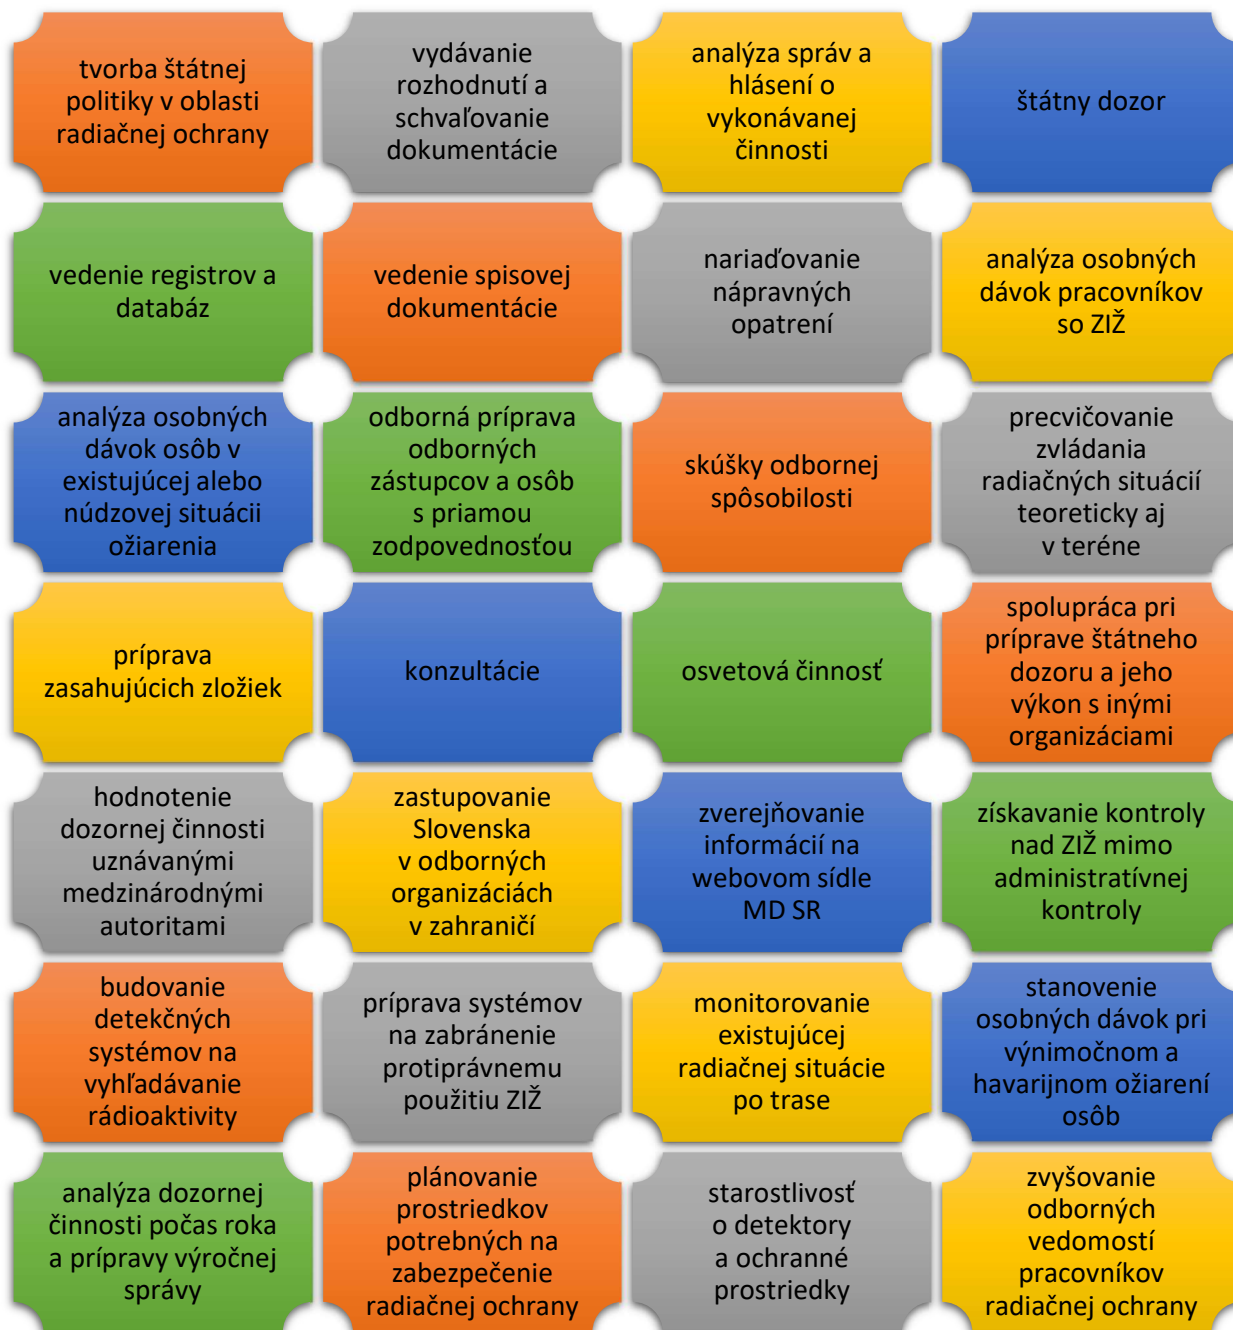 tvorba štátnej
politiky v oblasti
radiačnej ochrany
vydávanie
rozhodnutí a
schvaľovanie
dokumentácie
analýza správ a
hlásení o
vykonávanej
činnosti
štátny dozor
vedenie registrov a
databáz
vedenie spisovej
dokumentácie
nariaďovanie
nápravných
opatrení
analýza osobných
dávok pracovníkov
so ZIŽ
analýza osobných
dávok osôb v
existujúcej alebo
núdzovej situácii
ožiarenia
odborná príprava
odborných
zástupcov a osôb
s priamou
zodpovednosťou
skúšky odbornej
spôsobilosti
precvičovanie
zvládania
radiačných situácií
teoreticky aj
v teréne
príprava
zasahujúcich zložiek
konzultácie
osvetová činnosť
spolupráca pri
príprave štátneho
dozoru a jeho
výkon s inými
organizáciami
hodnotenie
dozornej činnosti
uznávanými
medzinárodnými
autoritami
zastupovanie
Slovenska
v odborných
organizáciách
v zahraničí
zverejňovanie
informácií na
webovom sídle
MD SR
získavanie kontroly
nad ZIŽ mimo
administratívnej
kontroly
budovanie
detekčných
systémov na
vyhľadávanie
rádioaktivity
príprava systémov
na zabránenie
protiprávnemu
použitiu ZIŽ
monitorovanie
existujúcej
radiačnej situácie
po trase
stanovenie
osobných dávok pri
výnimočnom a
havarijnom ožiarení
osôb
analýza dozornej
činnosti počas roka
a prípravy výročnej
správy
plánovanie
prostriedkov
potrebných na
zabezpečenie
radiačnej ochrany
starostlivosť
o detektory
a ochranné
prostriedky
zvyšovanie
odborných
vedomostí
pracovníkov
radiačnej ochrany